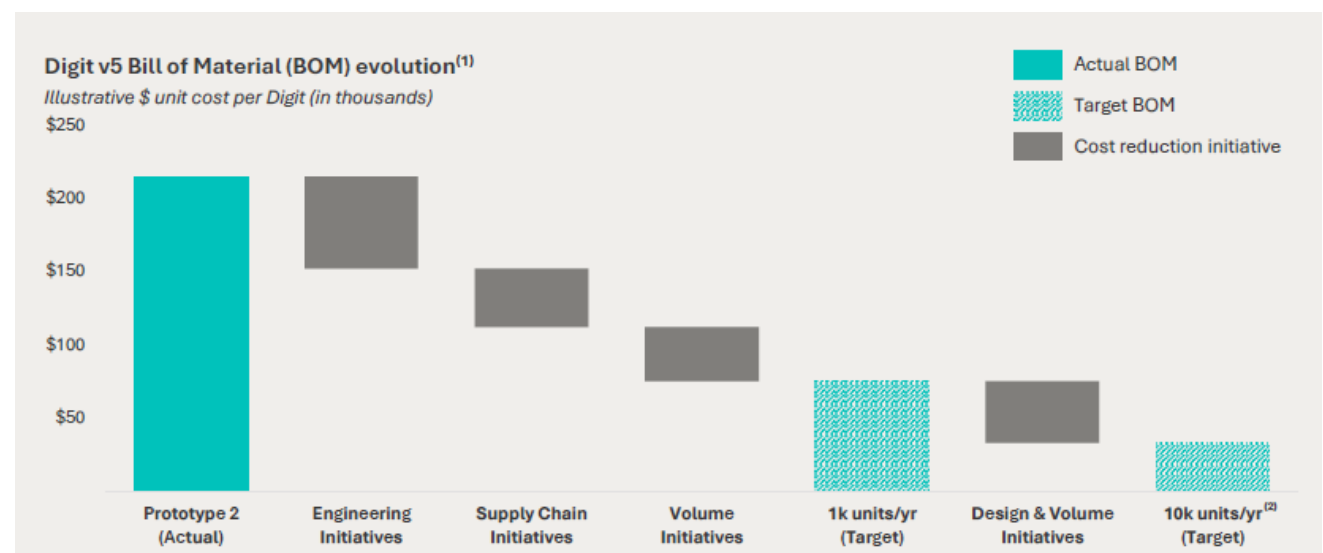 Digit v5 Bill of Material (BOM) evolution(1)
Illustrative $ unit cost per Digit (in thousands)
Actual BOM
Target BOM
Cost reduction initiative
$250
$200
$150
$100
$50
Prototype 2
(Actual)
Engineering
Initiatives
Supply Chain
Initiatives
Volume
Initiatives
1k units/yr
(Target)
Design & Volume
Initiatives
10k units/yr(2)
(Target)